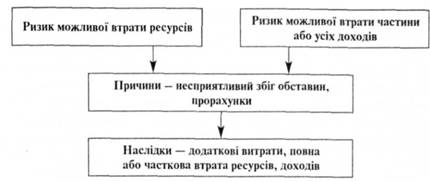 Ризик можливої втрати ресурсів
Ризик можливої втрати частини
або усіх доходів
Причини — несприятливий збіг обставин,
прорахунки
Наслідки — додаткові витрати, повна
або часткова втрата ресурсів, доходів